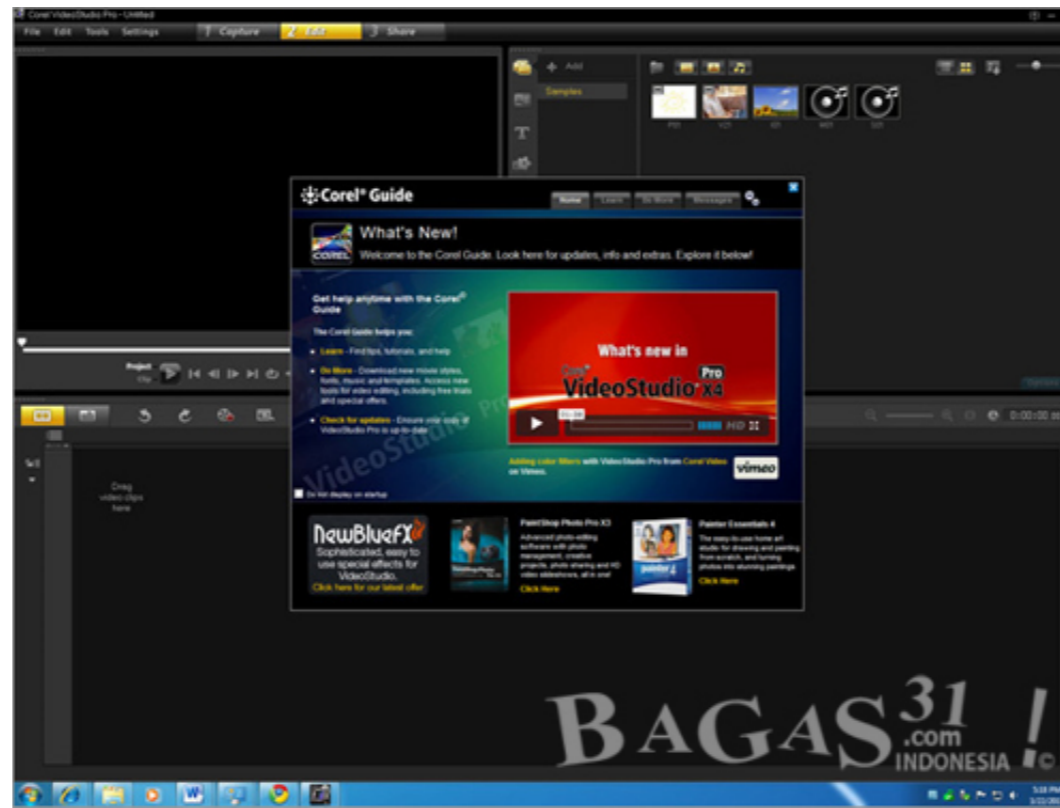 Corel VideoStudio Pro - Untitled
File Edit Tools Settings
1 Capture
2 Edit
3 Share
+ Add
Samples
Corel® Guide
Home
Learn
Do More
Messages
What's New!
Welcome to the Corel Guide. Look here for updates, info and extras. Explore it below!
COREL
Get help anytime with the Corel®
Guide
The Corel Guide helps you:
Learn - Find tips, tutorials, and help
Do More - Download new movie styles,
fonts, music and templates. Access new
tools for video editing, including free trials
and special offers.
Check for updates - Ensure your copy of
VideoStudio Pro is up-to-date
Do not display on startup
What's new in
Corel®
VideoStudio Pro X4
HD
Adding color filters with VideoStudio Pro from Corel Video
on Vimeo.
vimeo
Project
Clip
Drag
video clips
here
NewBlueFX
Sophisticated, easy to
use special effects for
VideoStudio.
Click here for our latest offer
PaintShop Photo Pro X3
Advanced photo-editing
software with photo
management, creative
projects, photo sharing and HD
video slideshows, all in one!
Click Here
Painter Essentials 4
The easy-to-use home art
studio for drawing and painting
from scratch, and turning
photos into stunning paintings.
Click Here
BAGAS31!
.com
INDONESIA ©